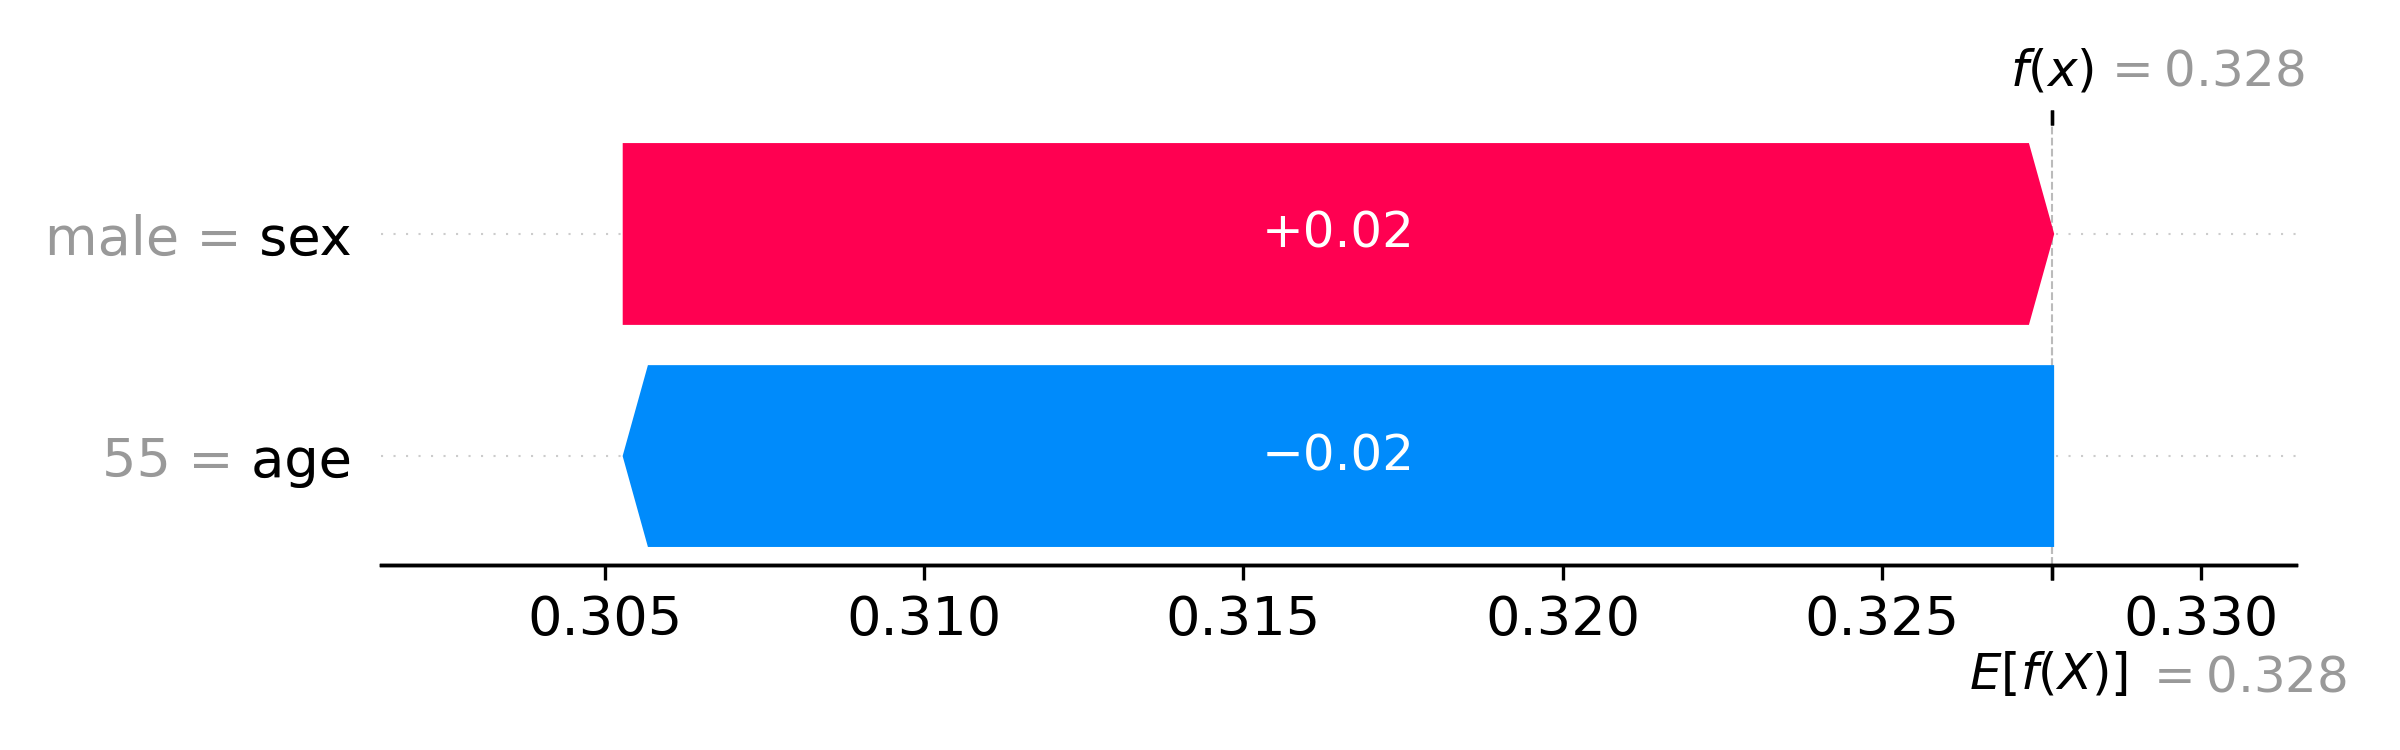 f(x) = 0.328
male = sex
+0.02
55 = age
−0.02
0.305 0.310 0.315 0.320 0.325 0.330
E[f(X)] = 0.328